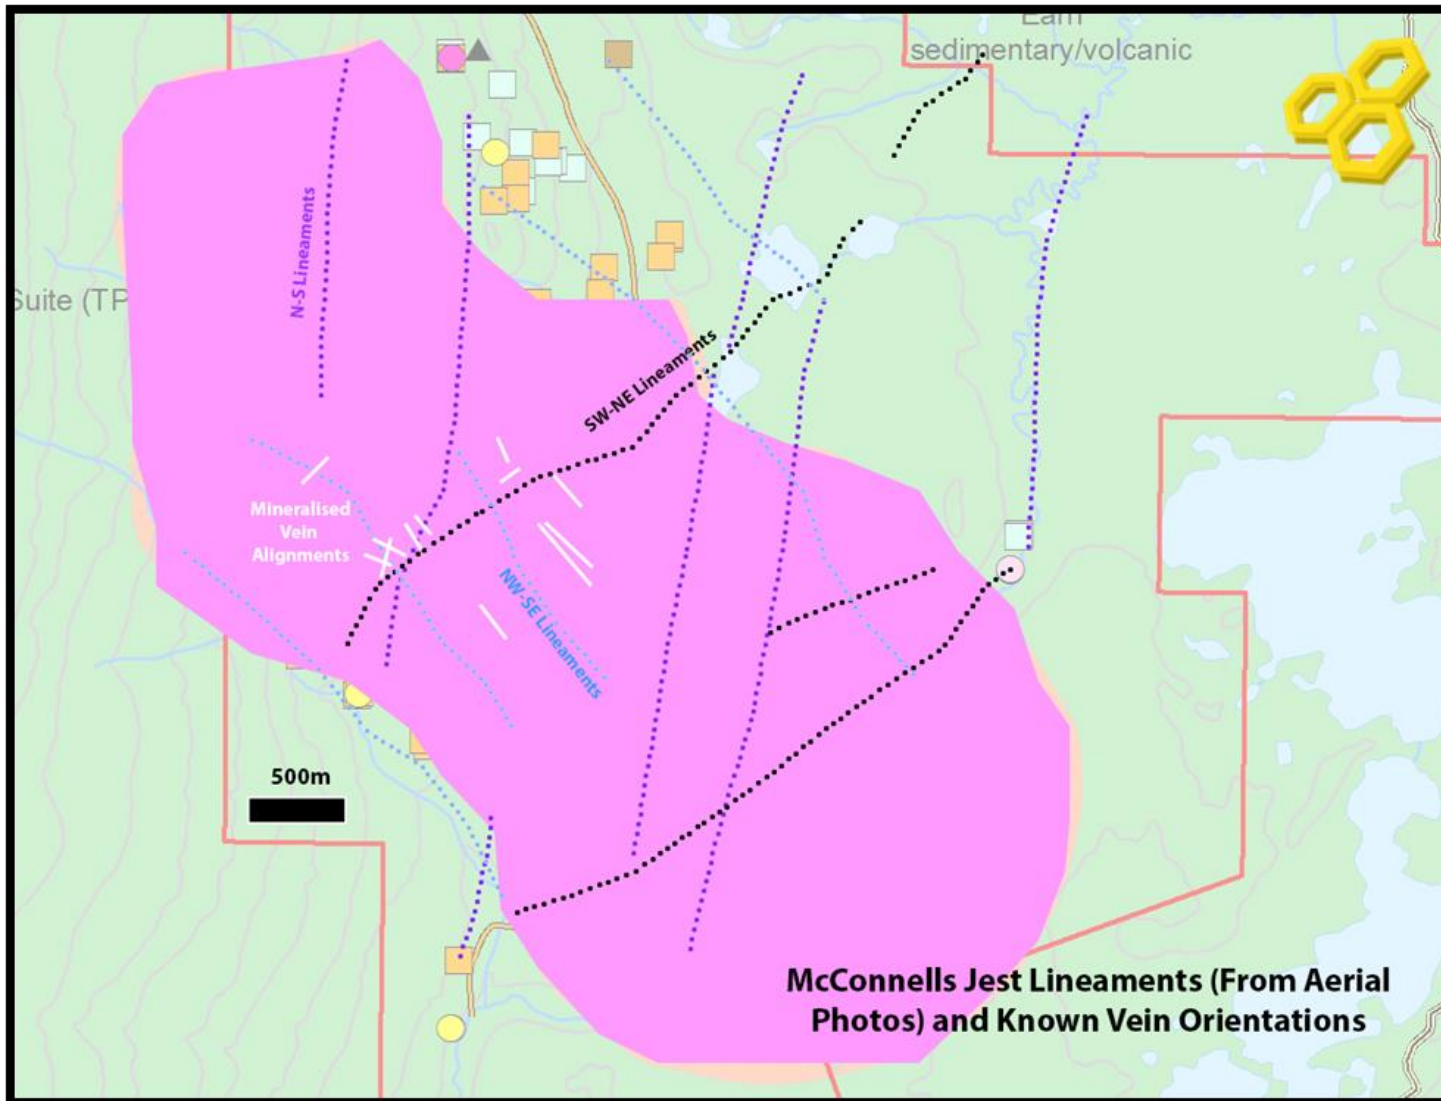 Earn
sedimentary/volcanic
N-S Lineaments
Suite (TP
SW-NE Lineaments
Mineralised
Vein
Alignments
NW-SE Lineaments
500m
McConnells Jest Lineaments (From Aerial
Photos) and Known Vein Orientations